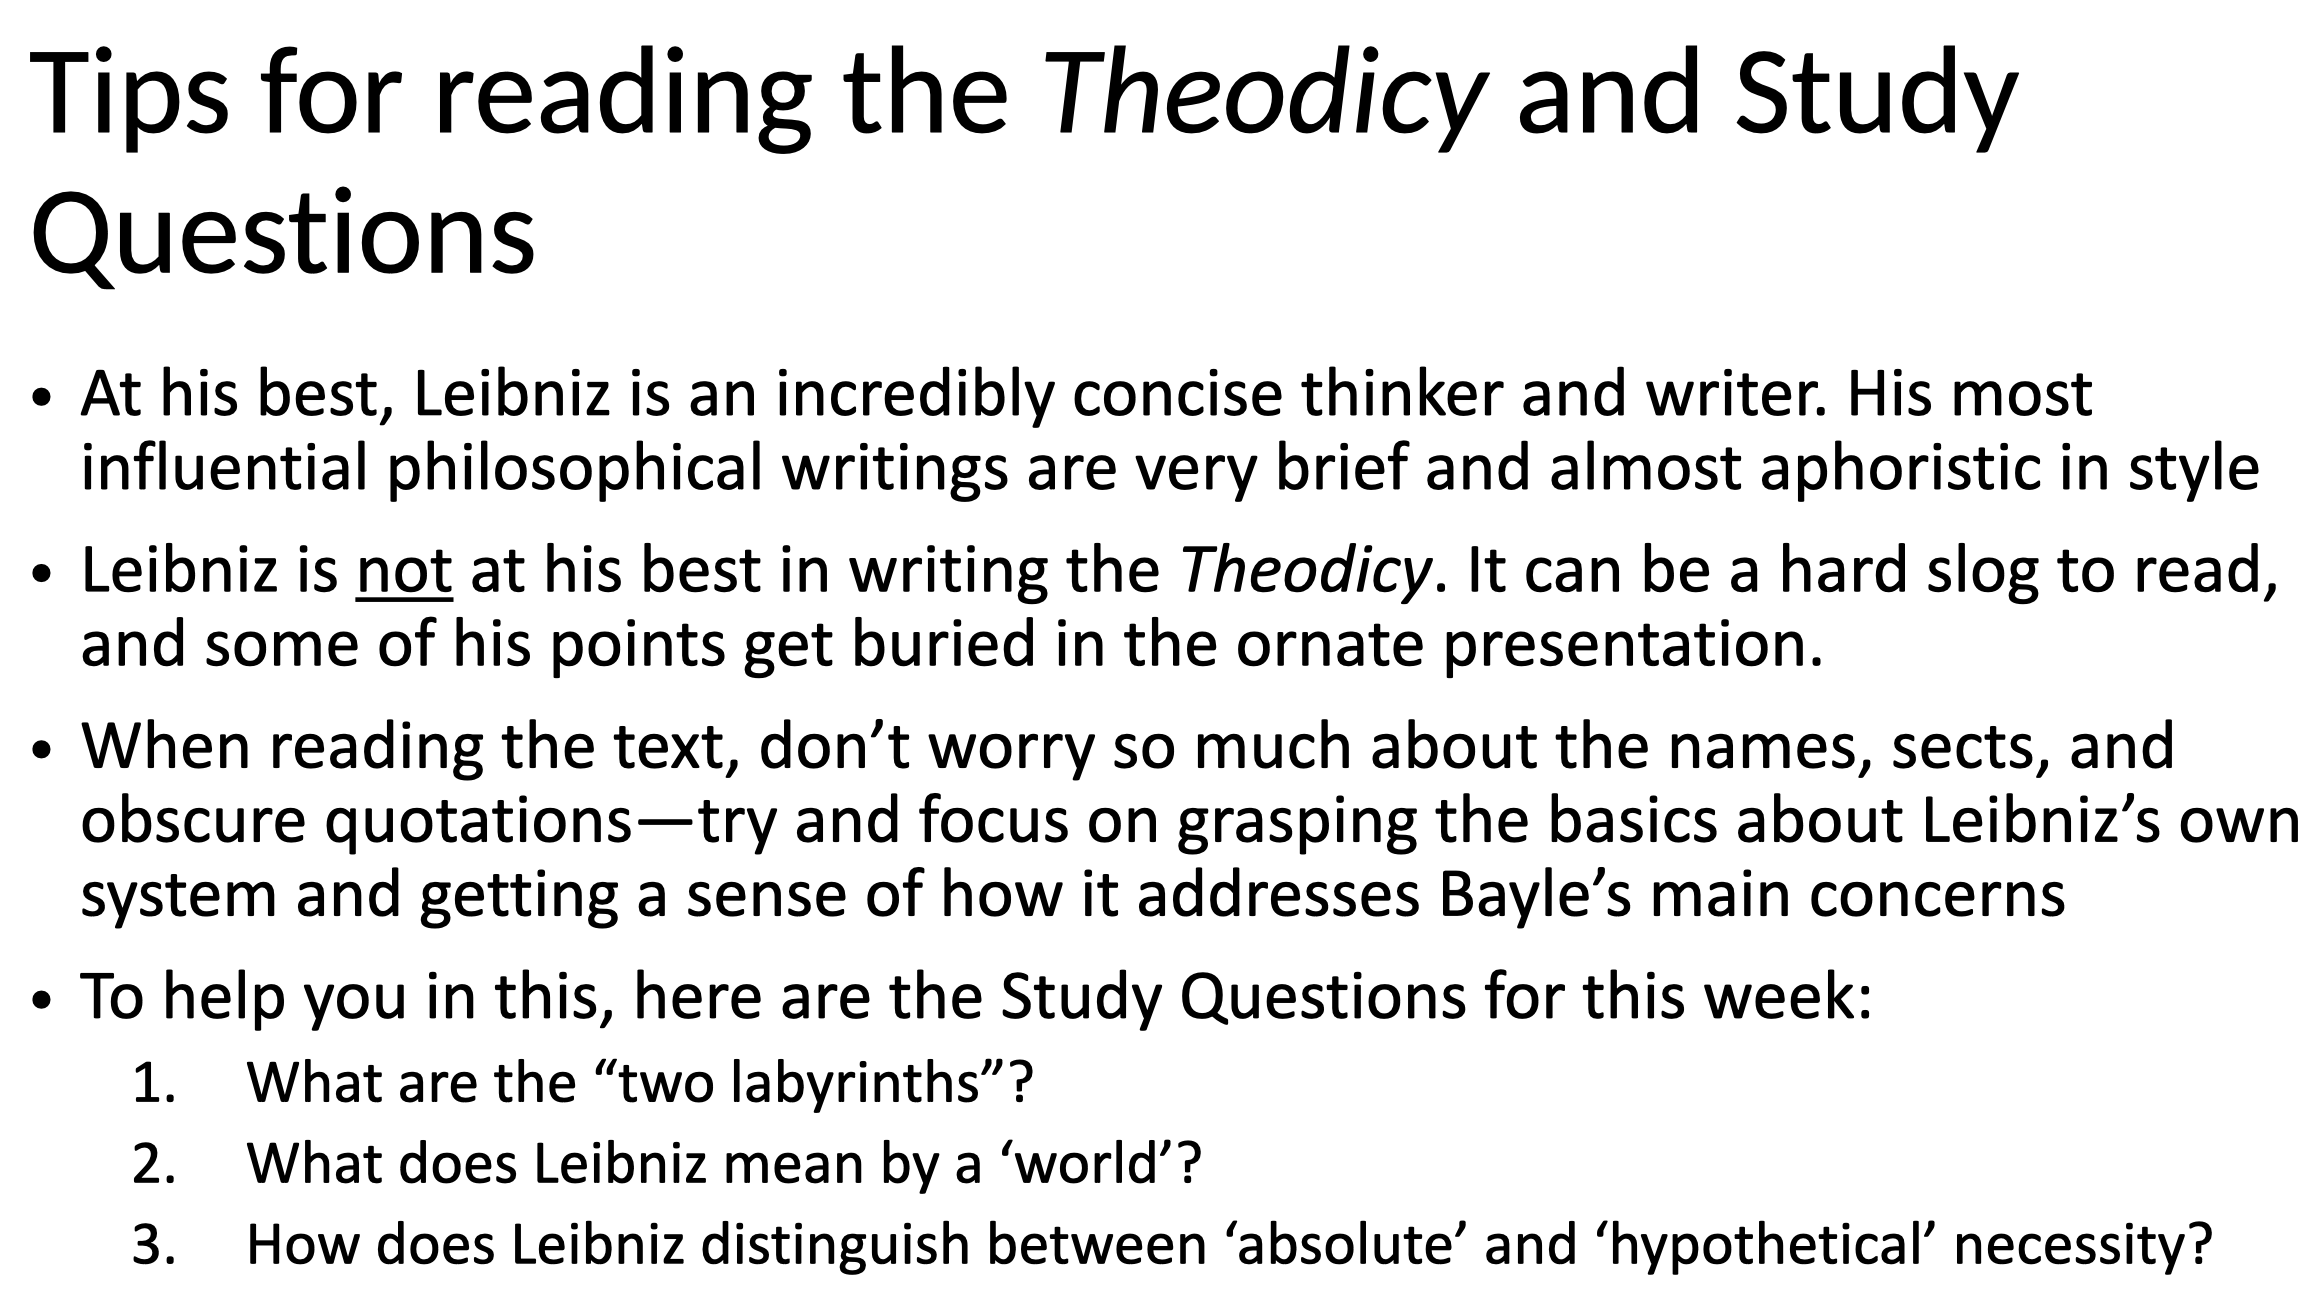 Tips for reading the Theodicy and Study
Questions
• At his best, Leibniz is an incredibly concise thinker and writer. His most
influential philosophical writings are very brief and almost aphoristic in style
• Leibniz is not at his best in writing the Theodicy. It can be a hard slog to read,
and some of his points get buried in the ornate presentation.
• When reading the text, don’t worry so much about the names, sects, and
obscure quotations—try and focus on grasping the basics about Leibniz’s own
system and getting a sense of how it addresses Bayle’s main concerns
• To help you in this, here are the Study Questions for this week:
1. What are the “two labyrinths”?
2. What does Leibniz mean by a ‘world’?
3. How does Leibniz distinguish between ‘absolute’ and ‘hypothetical’ necessity?